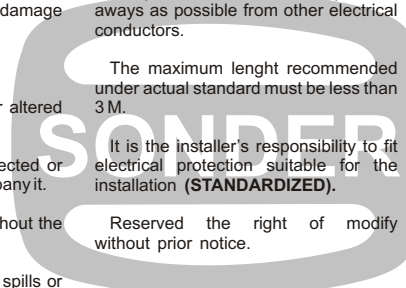 damage
r altered
ected or
pany it.
hout the
spills or
aways as possible from other electrical
conductors.
The maximum lenght recommended
under actual standard must be less than
3 M.
It is the installer's responsibility to fit
electrical protection suitable for the
installation (STANDARDIZED).
Reserved the right of modify
without prior notice.
SONDER